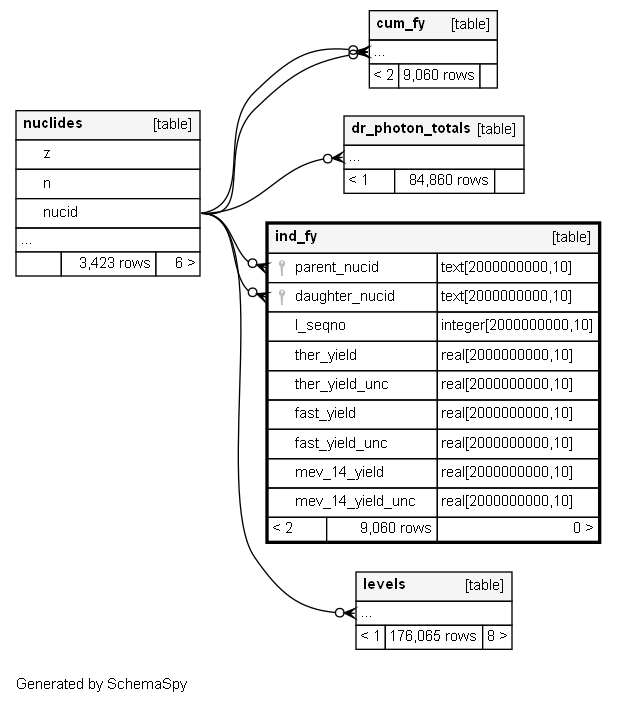 cum_fy [table]
...
< 2 9,060 rows
nuclides [table]
z
n
nucid
...
3,423 rows 6 >
dr_photon_totals [table]
...
< 1 84,860 rows
ind_fy [table]
parent_nucid text[2000000000,10]
daughter_nucid text[2000000000,10]
l_seqno integer[2000000000,10]
ther_yield real[2000000000,10]
ther_yield_unc real[2000000000,10]
fast_yield real[2000000000,10]
fast_yield_unc real[2000000000,10]
mev_14_yield real[2000000000,10]
mev_14_yield_unc real[2000000000,10]
< 2 9,060 rows 0 >
levels [table]
...
< 1 176,065 rows 8 >
Generated by SchemaSpy